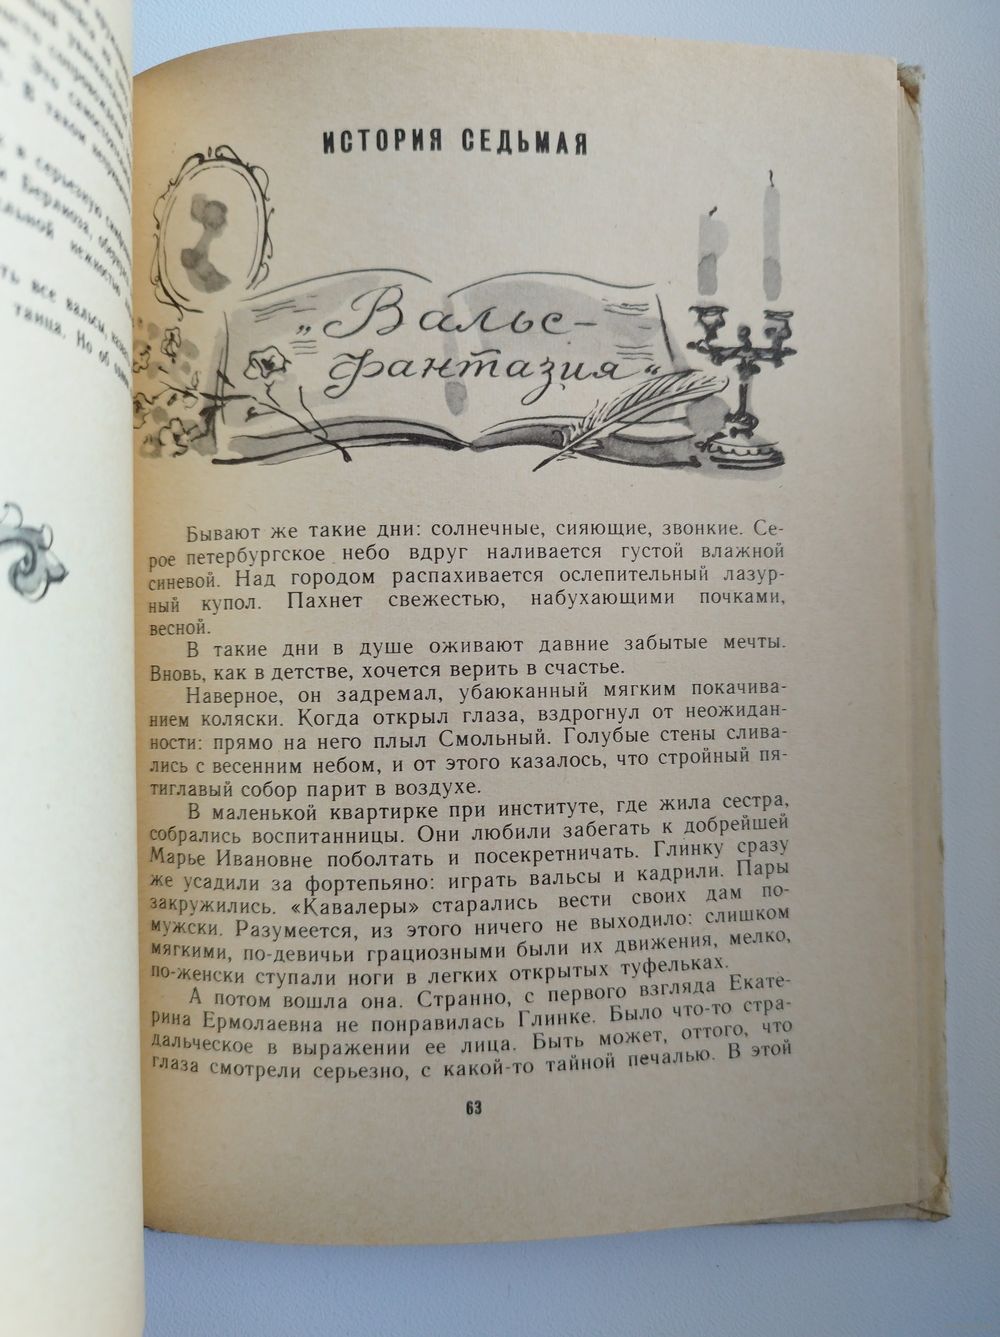 ИСТОРИЯ СЕДЬМАЯ
„Вальс-
фантазия“
Бывают же такие дни: солнечные, сияющие, звонкие. Се-
рое петербургское небо вдруг наливается густой влажной
синевой. Над городом распахивается ослепительный лазур-
ный купол. Пахнет свежестью, набухающими почками,
весной.
В такие дни в душе оживают давние забытые мечты.
Вновь, как в детстве, хочется верить в счастье.
Наверное, он задремал, убаюканный мягким покачива-
нием коляски. Когда открыл глаза, вздрогнул от неожидан-
ности: прямо на него плыл Смольный. Голубые стены слива-
лись с весенним небом, и от этого казалось, что стройный пя-
тиглавый собор парит в воздухе.
В маленькой квартирке при институте, где жила сестра,
собрались воспитанницы. Они любили забегать к добрейшей
Марье Ивановне поболтать и посекретничать. Глинку сразу
же усадили за фортепьяно: играть вальсы и кадрили. Пары
закружились. «Кавалеры» старались вести своих дам по-
мужски. Разумеется, из этого ничего не выходило: слишком
мягкими, по-девичьи грациозными были их движения, мелко,
по-женски ступали ноги в легких открытых туфельках.
А потом вошла она. Странно, с первого взгляда Екате-
рина Ермолаевна не понравилась Глинке. Было что-то стра-
дальческое в выражении ее лица. Быть может, оттого, что
глаза смотрели серьезно, с какой-то тайной печалью. В этой
63
в серьезную
и Берлиоза,
нежностью
все вальсы,
танца. Но об